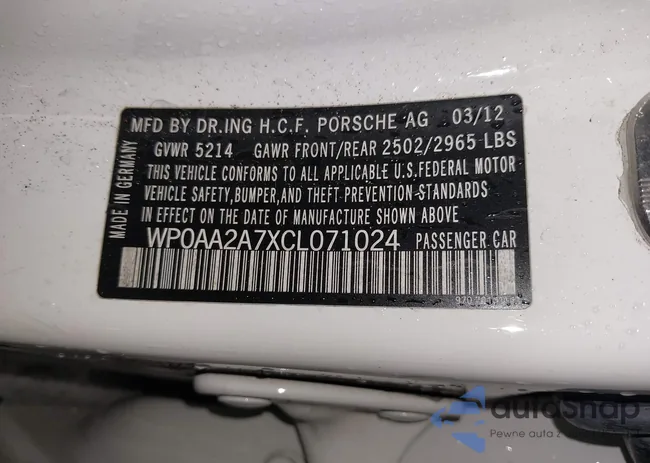 MFD BY DR.ING H.C.F. PORSCHE AG 03/12
GVWR 5214 GAWR FRONT/REAR 2502/2965 LBS
THIS VEHICLE CONFORMS TO ALL APPLICABLE FEDERAL MOTOR
VEHICLE SAFETY,BUMPER,AND THEFT PREVENTION STANDARDS
IN EFFECT ON THE DATE OF MANUFACTURE SHOWN ABOVE
WP0AA2A7XCL071024 PASSENGER CAR
MADE IN GERMANY
autoSnap
Pewne auta z